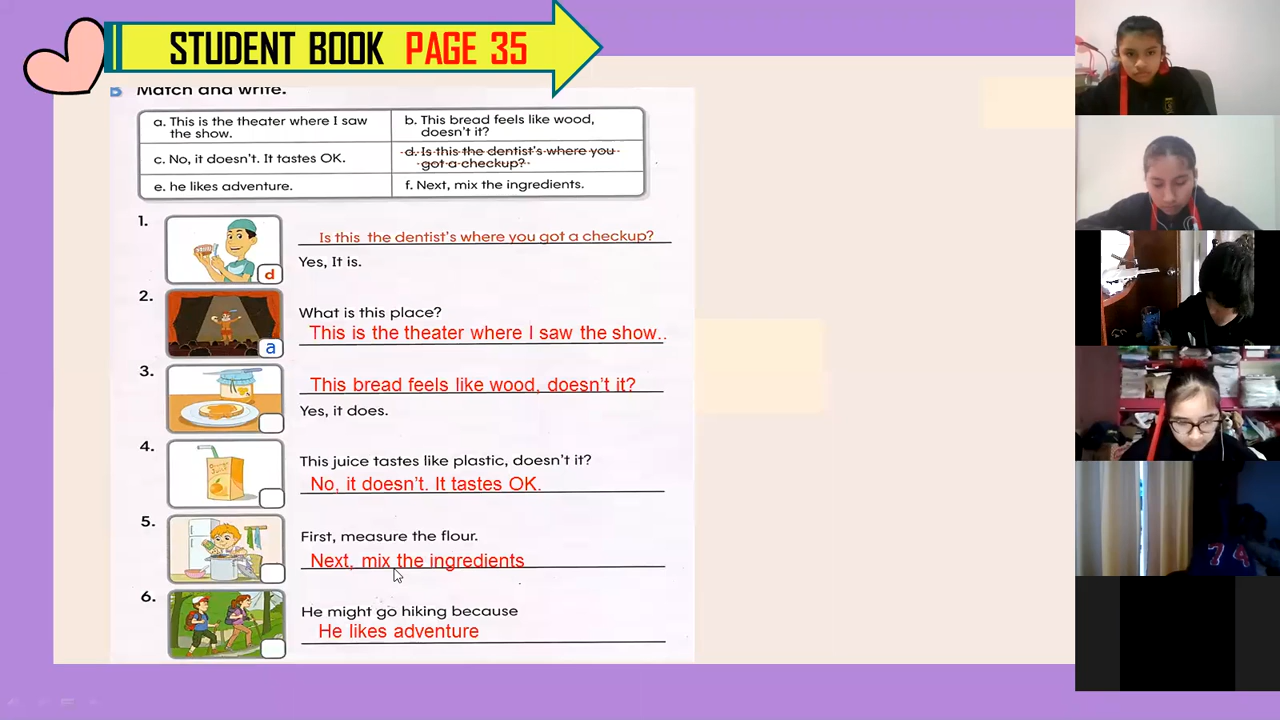 STUDENT BOOK PAGE 35
B Match and write.
a. This is the theater where I saw
the show.
b. This bread feels like wood,
doesn't it?
c. No, it doesn't. It tastes OK.
d. Is this the dentist's where you
got a checkup?
e. he likes adventure.
f. Next, mix the ingredients.
1.
Is this the dentist's where you got a checkup?
d
Yes, It is.
2.
What is this place?
This is the theater where I saw the show..
a
3.
This bread feels like wood, doesn't it?
Yes, it does.
4.
This juice tastes like plastic, doesn't it?
No, it doesn't. It tastes OK.
5.
First, measure the flour.
Next, mix the ingredients
6.
He might go hiking because
He likes adventure
74